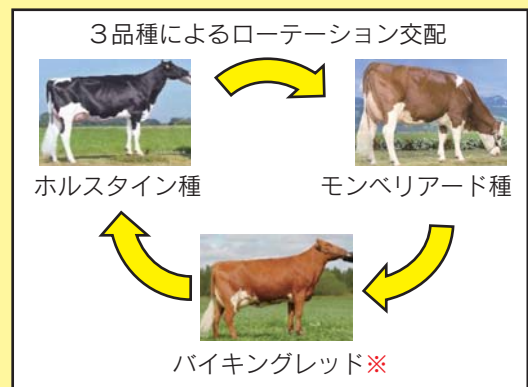 3品種によるローテーション交配
ホルスタイン種
モンベリアード種
バイキングレッド※